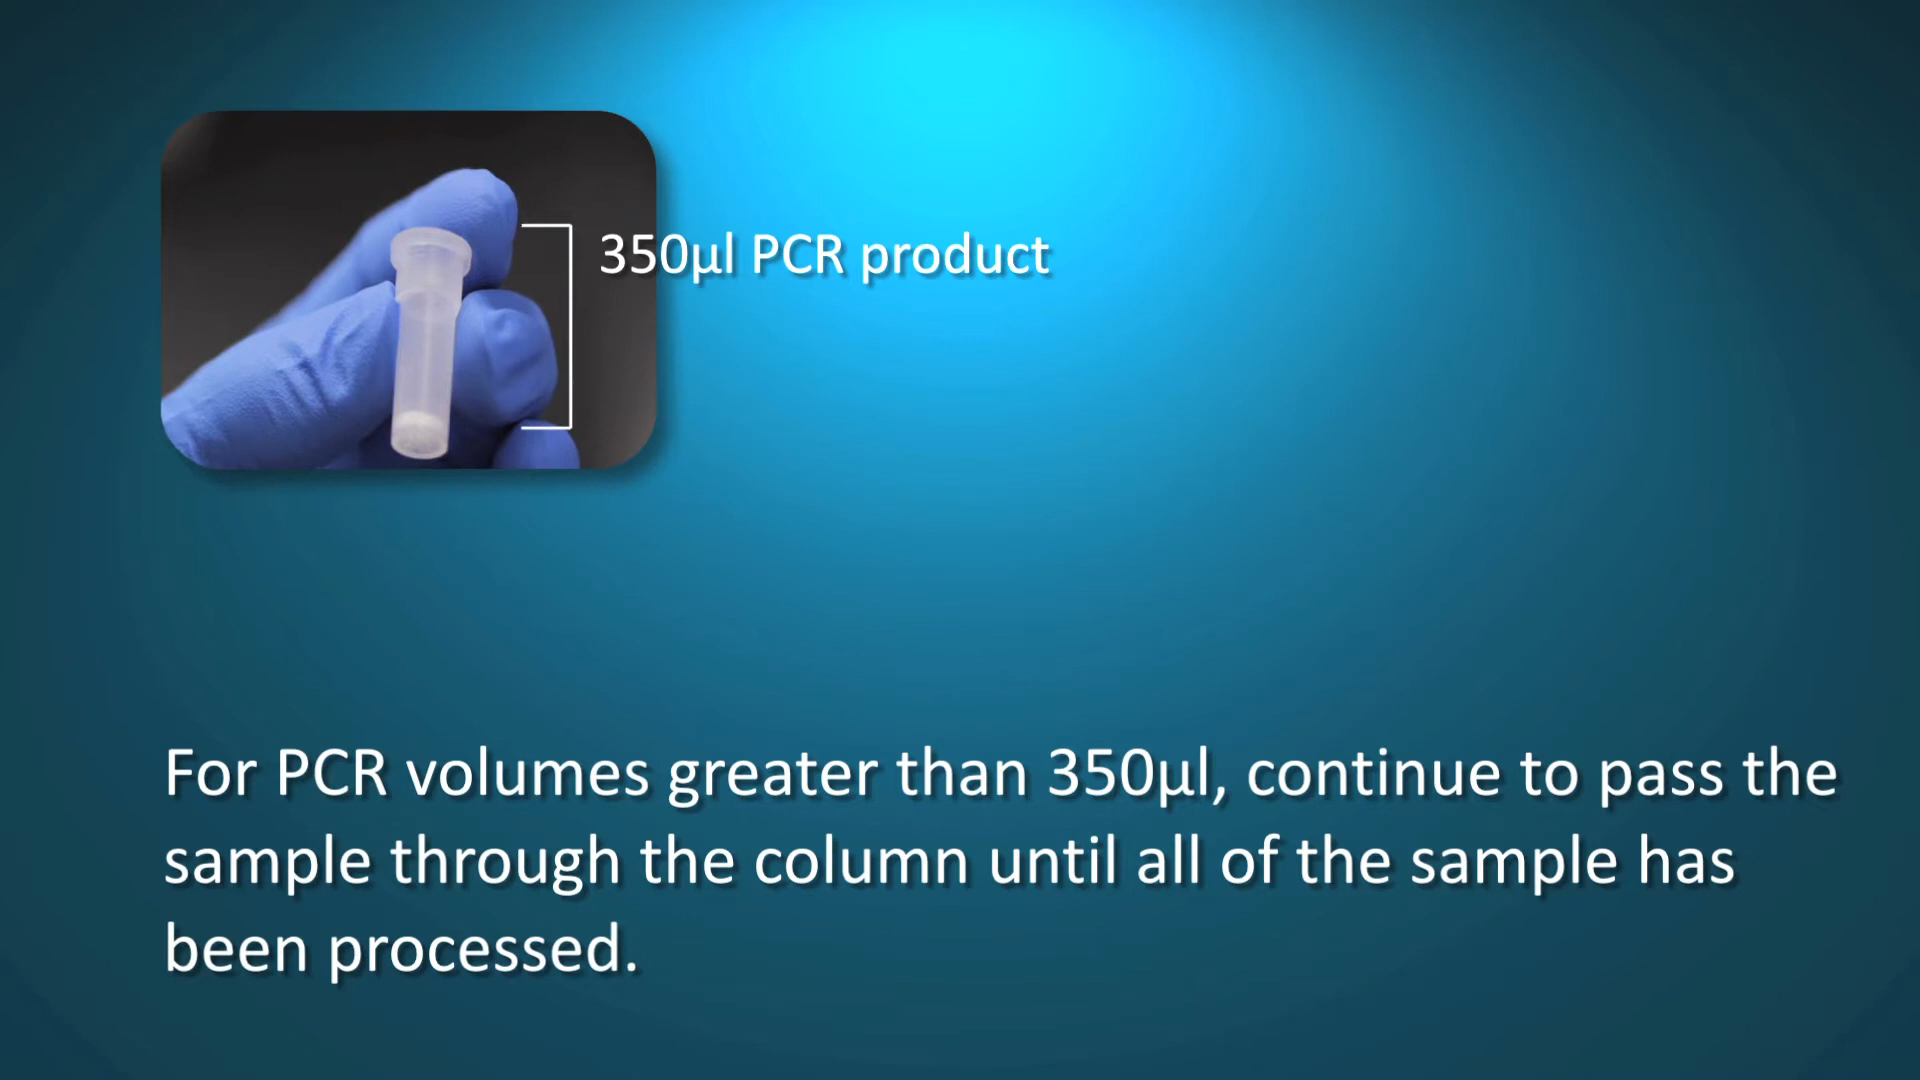 350µl PCR product
For PCR volumes greater than 350µl, continue to pass the
sample through the column until all of the sample has
been processed.